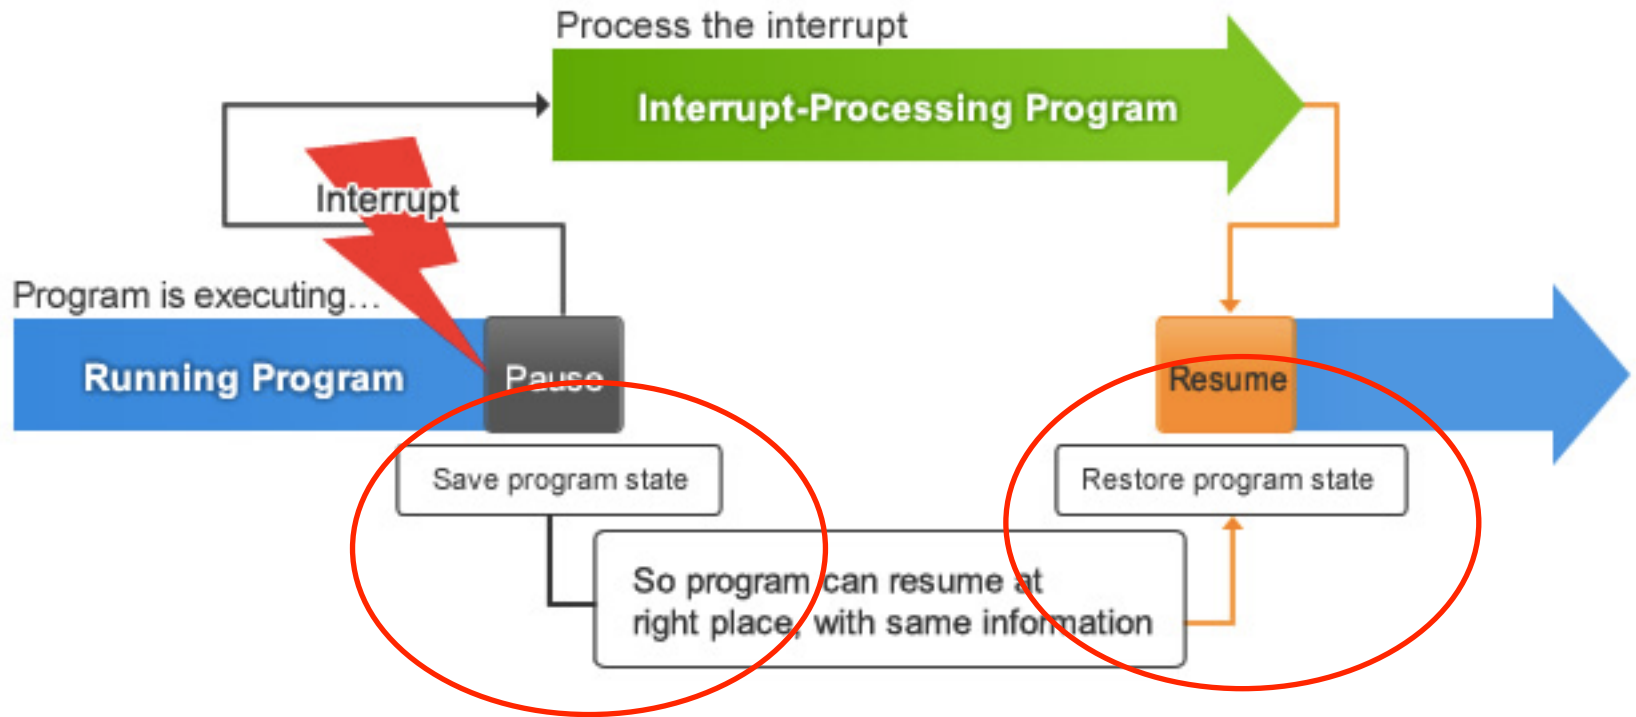 Process the interrupt
Interrupt-Processing Program
Interrupt
Program is executing...
Running Program
Pause
Resume
Save program state
Restore program state
So program can resume at
right place, with same information